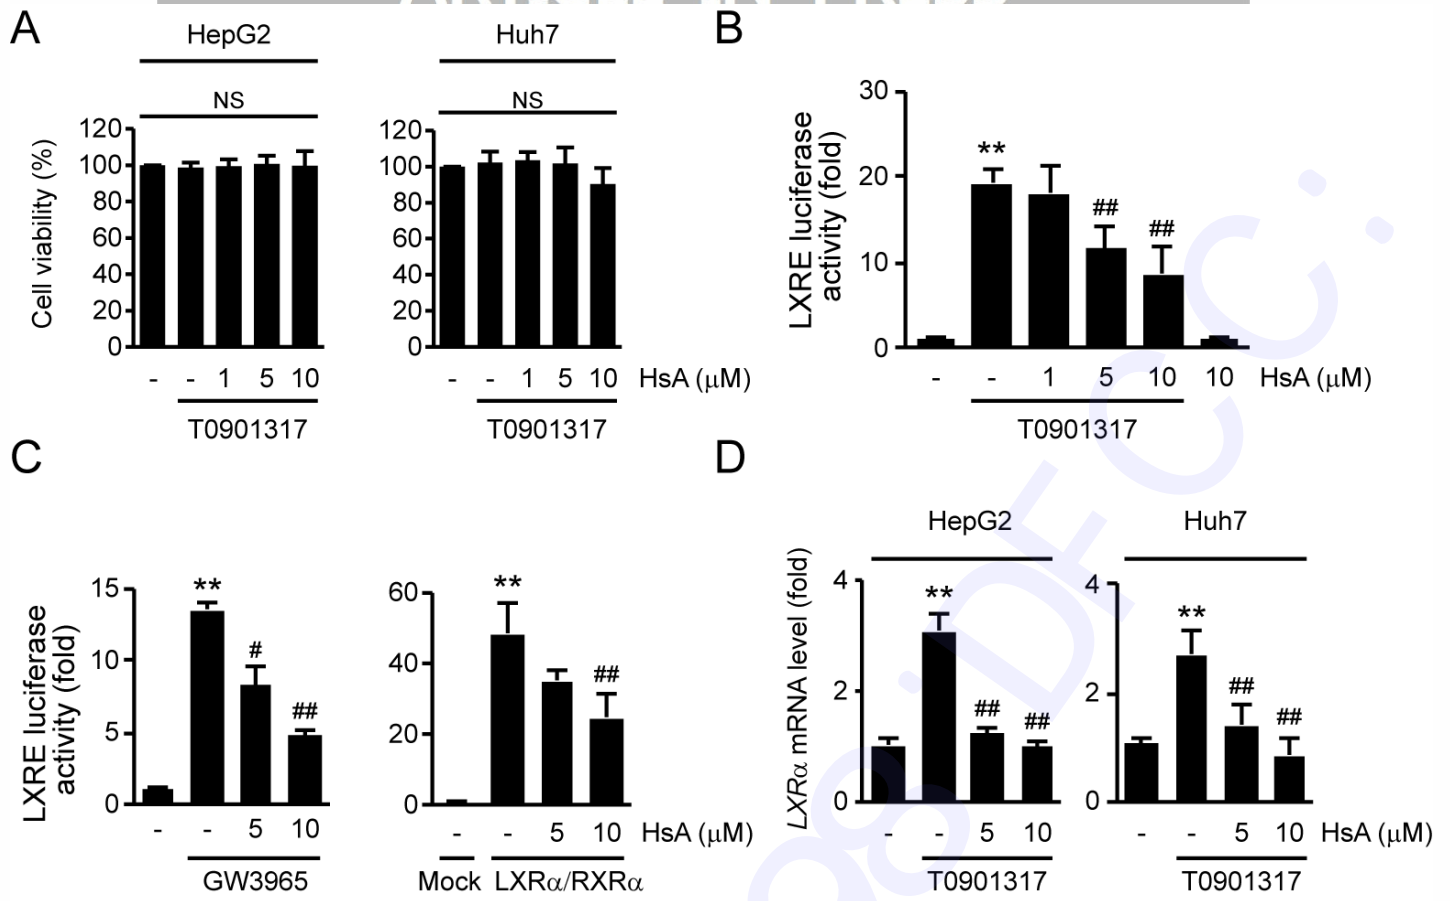 A
HepG2
Huh7
NS
NS
Cell viability (%)
120
100
80
60
40
20
0
120
100
80
60
40
20
0
- - 1 5 10
- - 1 5 10 HsA (μM)
T0901317
T0901317
B
LXRE luciferase
activity (fold)
30
20
10
0
**
##
##
- - 1 5 10 10 HsA (μM)
T0901317
C
LXRE luciferase
activity (fold)
15
10
5
0
**
#
##
- - 5 10
GW3965
60
40
20
0
**
##
- - 5 10 HsA (μM)
Mock LXRα/RXRα
D
HepG2
Huh7
LXRα mRNA level (fold)
4
2
0
**
##
##
- - 5 10
T0901317
4
2
0
**
##
##
- - 5 10 HsA (μM)
T0901317